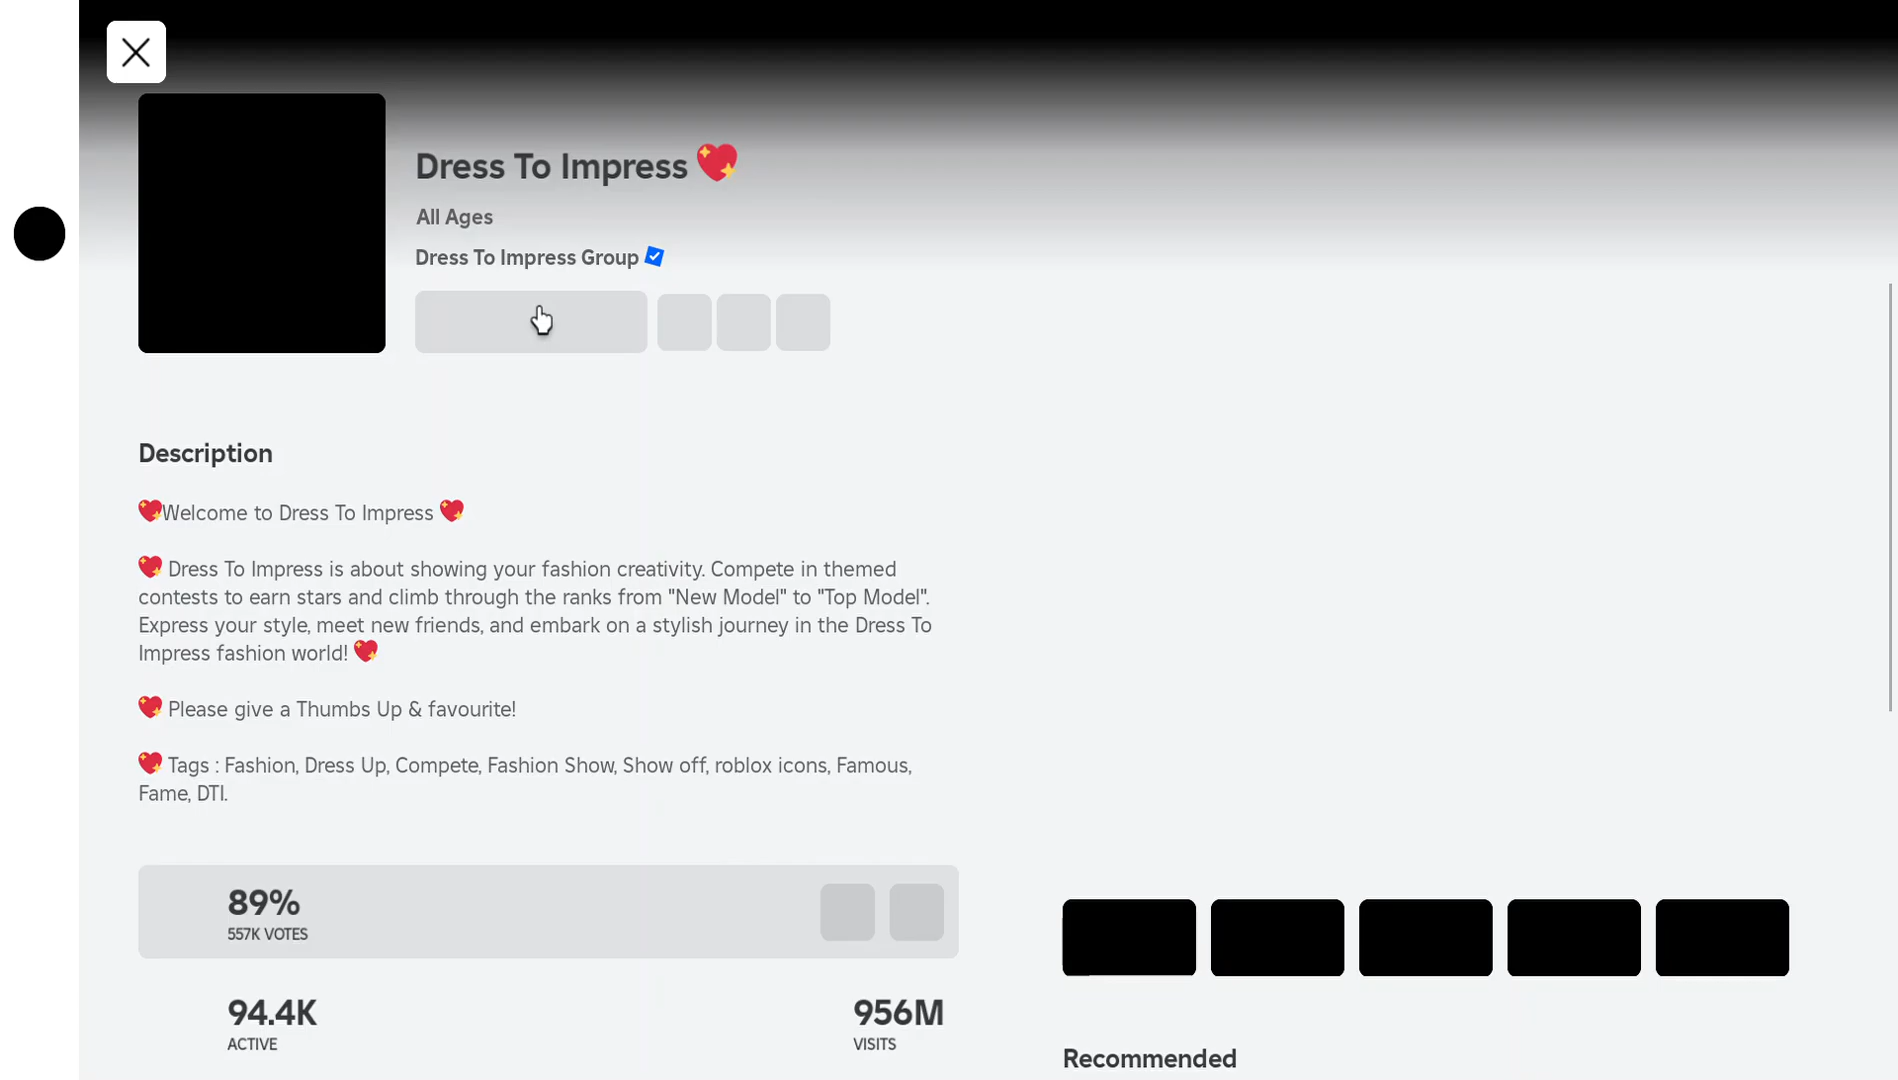 Dress To Impress 💖
All Ages
Dress To Impress Group
Description
💖Welcome to Dress To Impress 💖
💖 Dress To Impress is about showing your fashion creativity. Compete in themed
contests to earn stars and climb through the ranks from "New Model" to "Top Model".
Express your style, meet new friends, and embark on a stylish journey in the Dress To
Impress fashion world! 💖
💖 Please give a Thumbs Up & favourite!
💖 Tags : Fashion, Dress Up, Compete, Fashion Show, Show off, roblox icons, Famous,
Fame, DTI.
89%
557K VOTES
94.4K
ACTIVE
956M
VISITS
Recommended